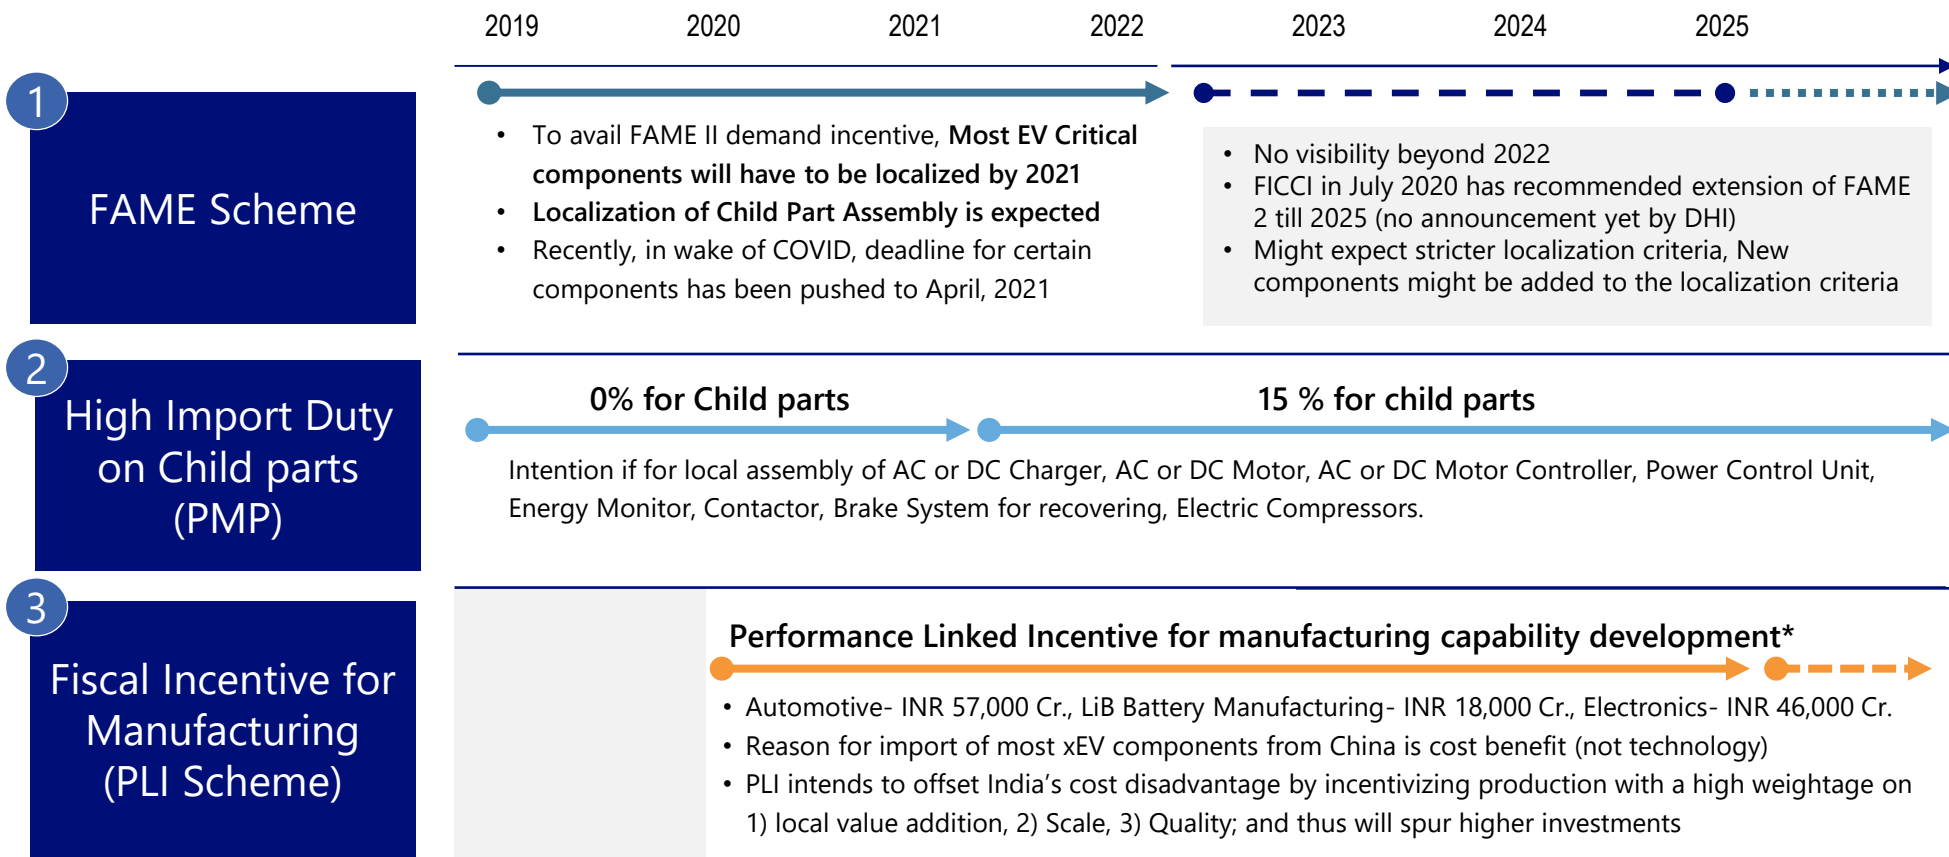 2019 2020 2021 2022 2023 2024 2025
1
FAME Scheme
• To avail FAME II demand incentive, Most EV Critical
components will have to be localized by 2021
• Localization of Child Part Assembly is expected
• Recently, in wake of COVID, deadline for certain
components has been pushed to April, 2021
• No visibility beyond 2022
• FICCI in July 2020 has recommended extension of FAME
2 till 2025 (no announcement yet by DHI)
• Might expect stricter localization criteria, New
components might be added to the localization criteria
2
High Import Duty
on Child parts
(PMP)
0% for Child parts
15 % for child parts
Intention if for local assembly of AC or DC Charger, AC or DC Motor, AC or DC Motor Controller, Power Control Unit,
Energy Monitor, Contactor, Brake System for recovering, Electric Compressors.
3
Fiscal Incentive for
Manufacturing
(PLI Scheme)
Performance Linked Incentive for manufacturing capability development*
• Automotive- INR 57,000 Cr., LiB Battery Manufacturing- INR 18,000 Cr., Electronics- INR 46,000 Cr.
• Reason for import of most xEV components from China is cost benefit (not technology)
• PLI intends to offset India’s cost disadvantage by incentivizing production with a high weightage on
1) local value addition, 2) Scale, 3) Quality; and thus will spur higher investments